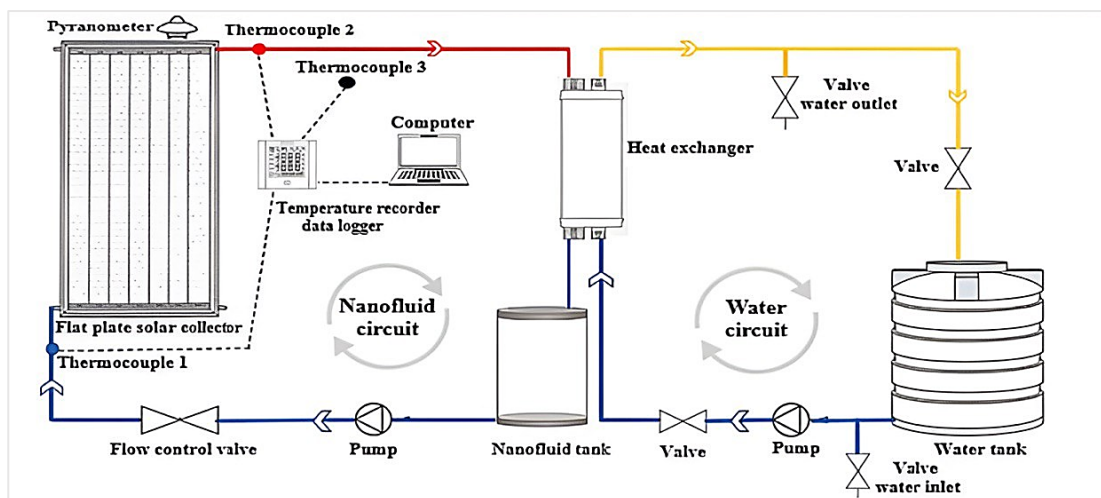 Pyranometer
Thermocouple 2
Thermocouple 3
Computer
Temperature recorder
data logger
Heat exchanger
Valve
water outlet
Valve
Flat plate solar collector
Thermocouple 1
Nanofluid
circuit
Water
circuit
Flow control valve
Pump
Nanofluid tank
Valve
Pump
Water tank
Valve
water inlet